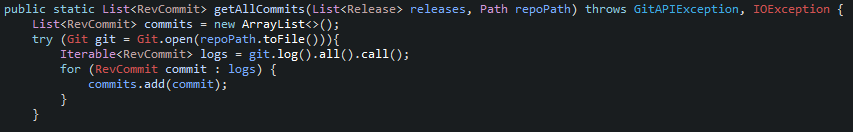 public static List<RevCommit> getAllCommits(List<Release> releases, Path repoPath) throws GitAPIException, IOException {
    List<RevCommit> commits = new ArrayList<>();
    try (Git git = Git.open(repoPath.toFile())){
        Iterable<RevCommit> logs = git.log().all().call();
        for (RevCommit commit : logs) {
            commits.add(commit);
        }
    }